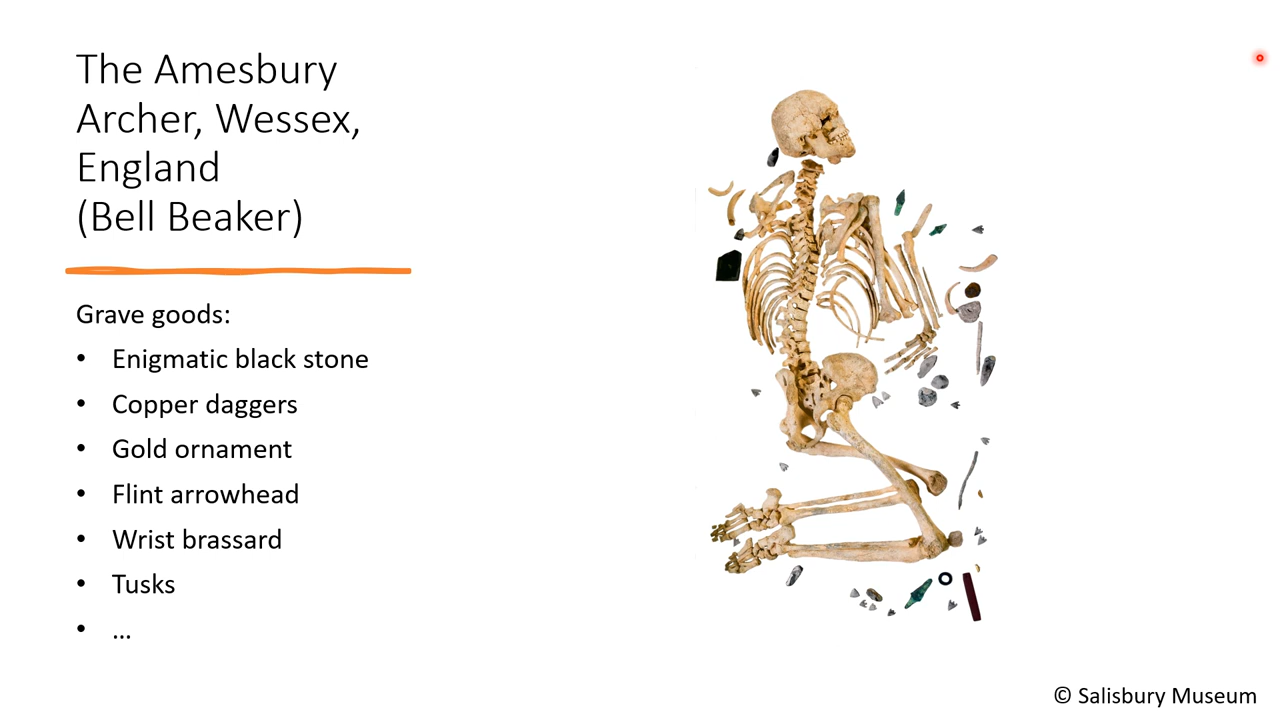 The Amesbury
Archer, Wessex,
England
(Bell Beaker)
Grave goods:
• Enigmatic black stone
• Copper daggers
• Gold ornament
• Flint arrowhead
• Wrist brassard
• Tusks
• ...
© Salisbury Museum